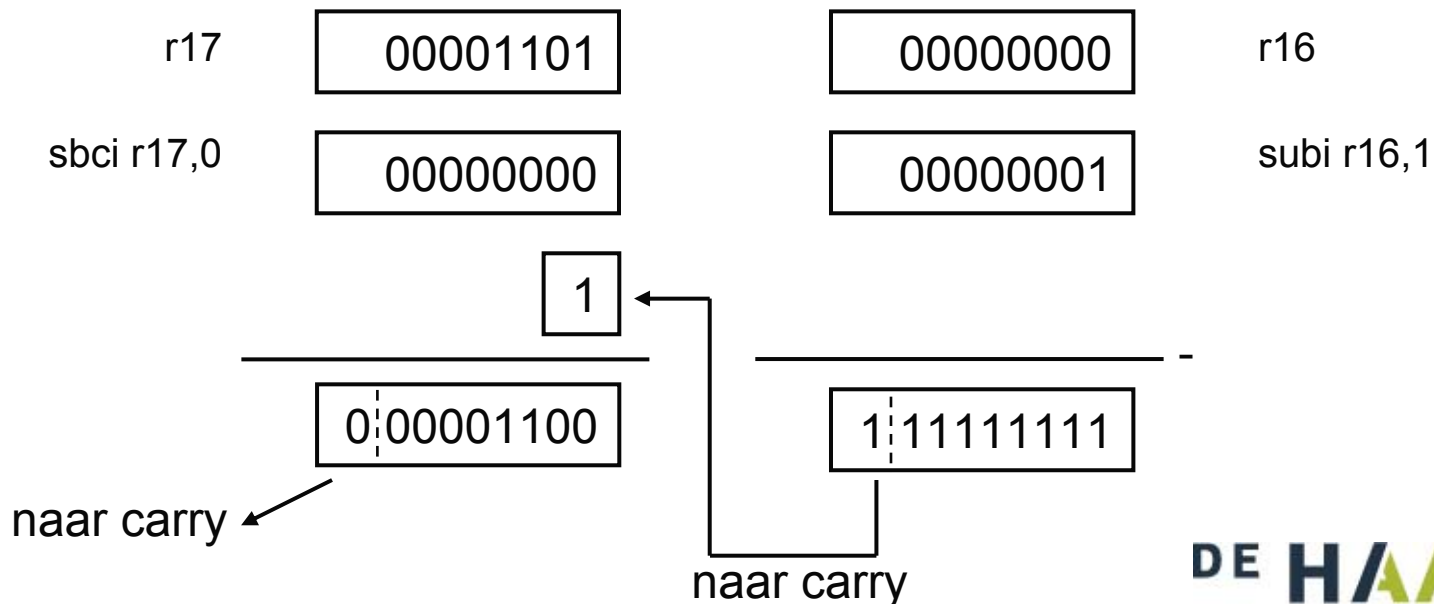 r17 00001101 00000000 r16
sbci r17,0 00000000 00000001 subi r16,1
1
-
0 00001100 1 11111111
naar carry
naar carry
DE HAA